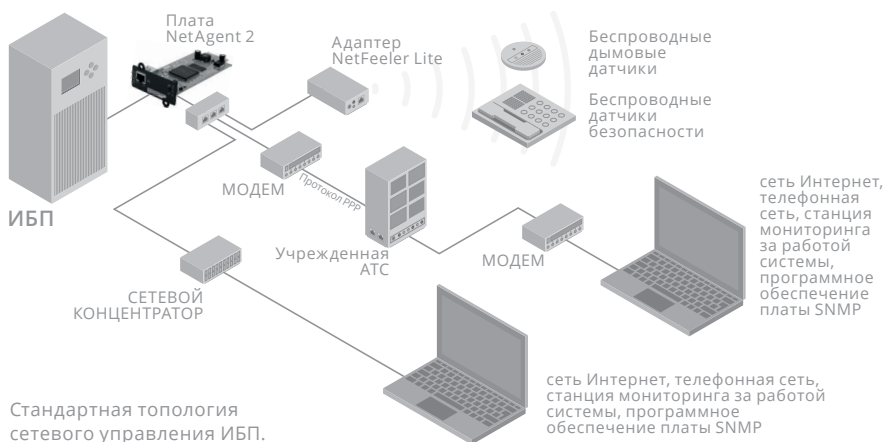 Плата
NetAgent 2
Адаптер
NetFeeler Lite
Беспроводные
дымовые
датчики
Беспроводные
датчики
безопасности
ИБП
МОДЕМ
Протокол PPP
Учрежденная
АТС
МОДЕМ
сеть Интернет,
телефонная
сеть, станция
мониторинга
за работой
системы,
программное
обеспечение
платы SNMP
СЕТЕВОЙ
КОНЦЕНТРАТОР
сеть Интернет, телефонная сеть,
станция мониторинга за работой
системы, программное
обеспечение платы SNMP
Стандартная топология
сетевого управления ИБП.